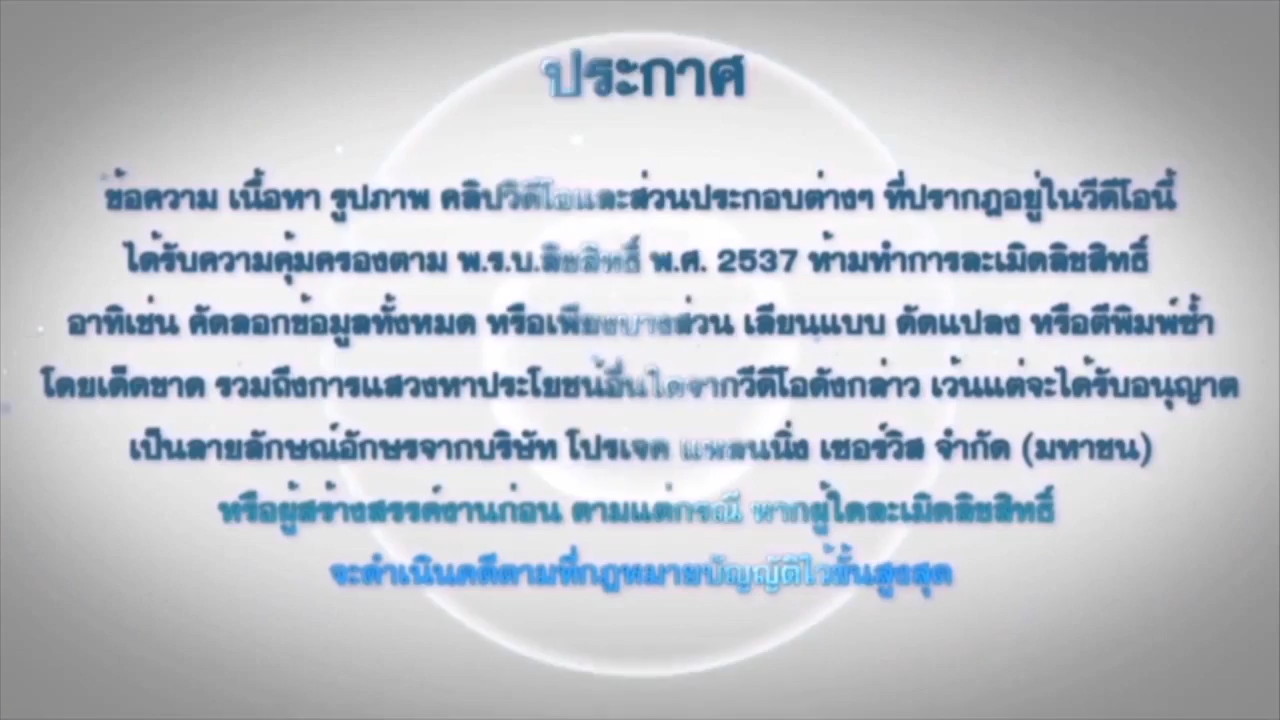 ประกาศ
ข้อความ เนื้อหา รูปภาพ คลิปวิดีโอและส่วนประกอบต่างๆ ที่ปรากฎอยู่ในวีดีโอนี้
ได้รับความคุ้มครองตาม พ.ร.บ.ลิขสิทธิ์ พ.ศ. 2537 ห้ามทำการละเมิดลิขสิทธิ์
อาทิเช่น คัดลอกข้อมูลทั้งหมด หรือเพียงบางส่วน เลียนแบบ ดัดแปลง หรือตีพิมพ์ซ้ำ
โดยเด็ดขาด รวมถึงการแสวงหาประโยชน์อื่นใดจากวีดีโอดังกล่าว เว้นแต่จะได้รับอนุญาต
เป็นลายลักษณ์อักษรจากบริษัท โปรเจค แพลนนิ่ง เซอร์วิส จำกัด (มหาชน)
หรือผู้สร้างสรรค์งานก่อน ตามแต่กรณี หากผู้ใดละเมิดลิขสิทธิ์
จะดำเนินคดีตามที่กฎหมายบัญญัติไว้ขั้นสูงสุด